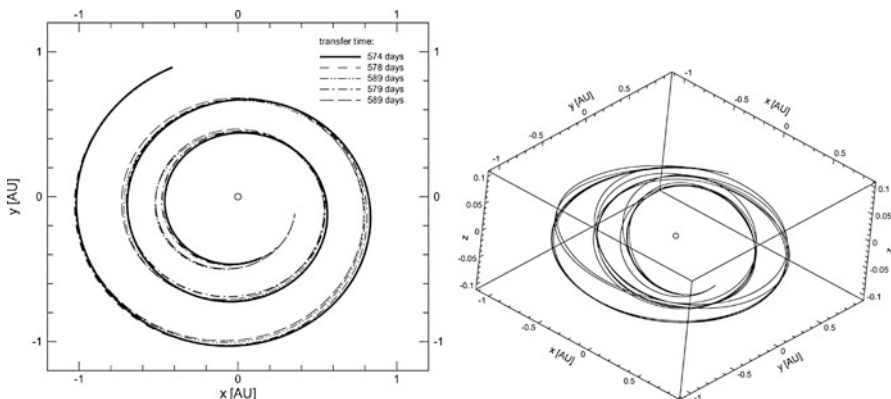 -1 0 1
transfer time:
574 days
578 days
589 days
579 days
589 days
1 1
0 0
-1 -1
y [AU]
-1 0 1
x [AU]
y [AU]
x [AU]
-1 -0.5 0 0.5 1
-1 -0.5 0 0.5 1
0.1 0.05 0 -0.05 -0.1
z
0.1 0.05 0 -0.05 -0.1
z
-1 -0.5 0 0.5 1
x [AU]
-1 -0.5 0 0.5
y [AU]